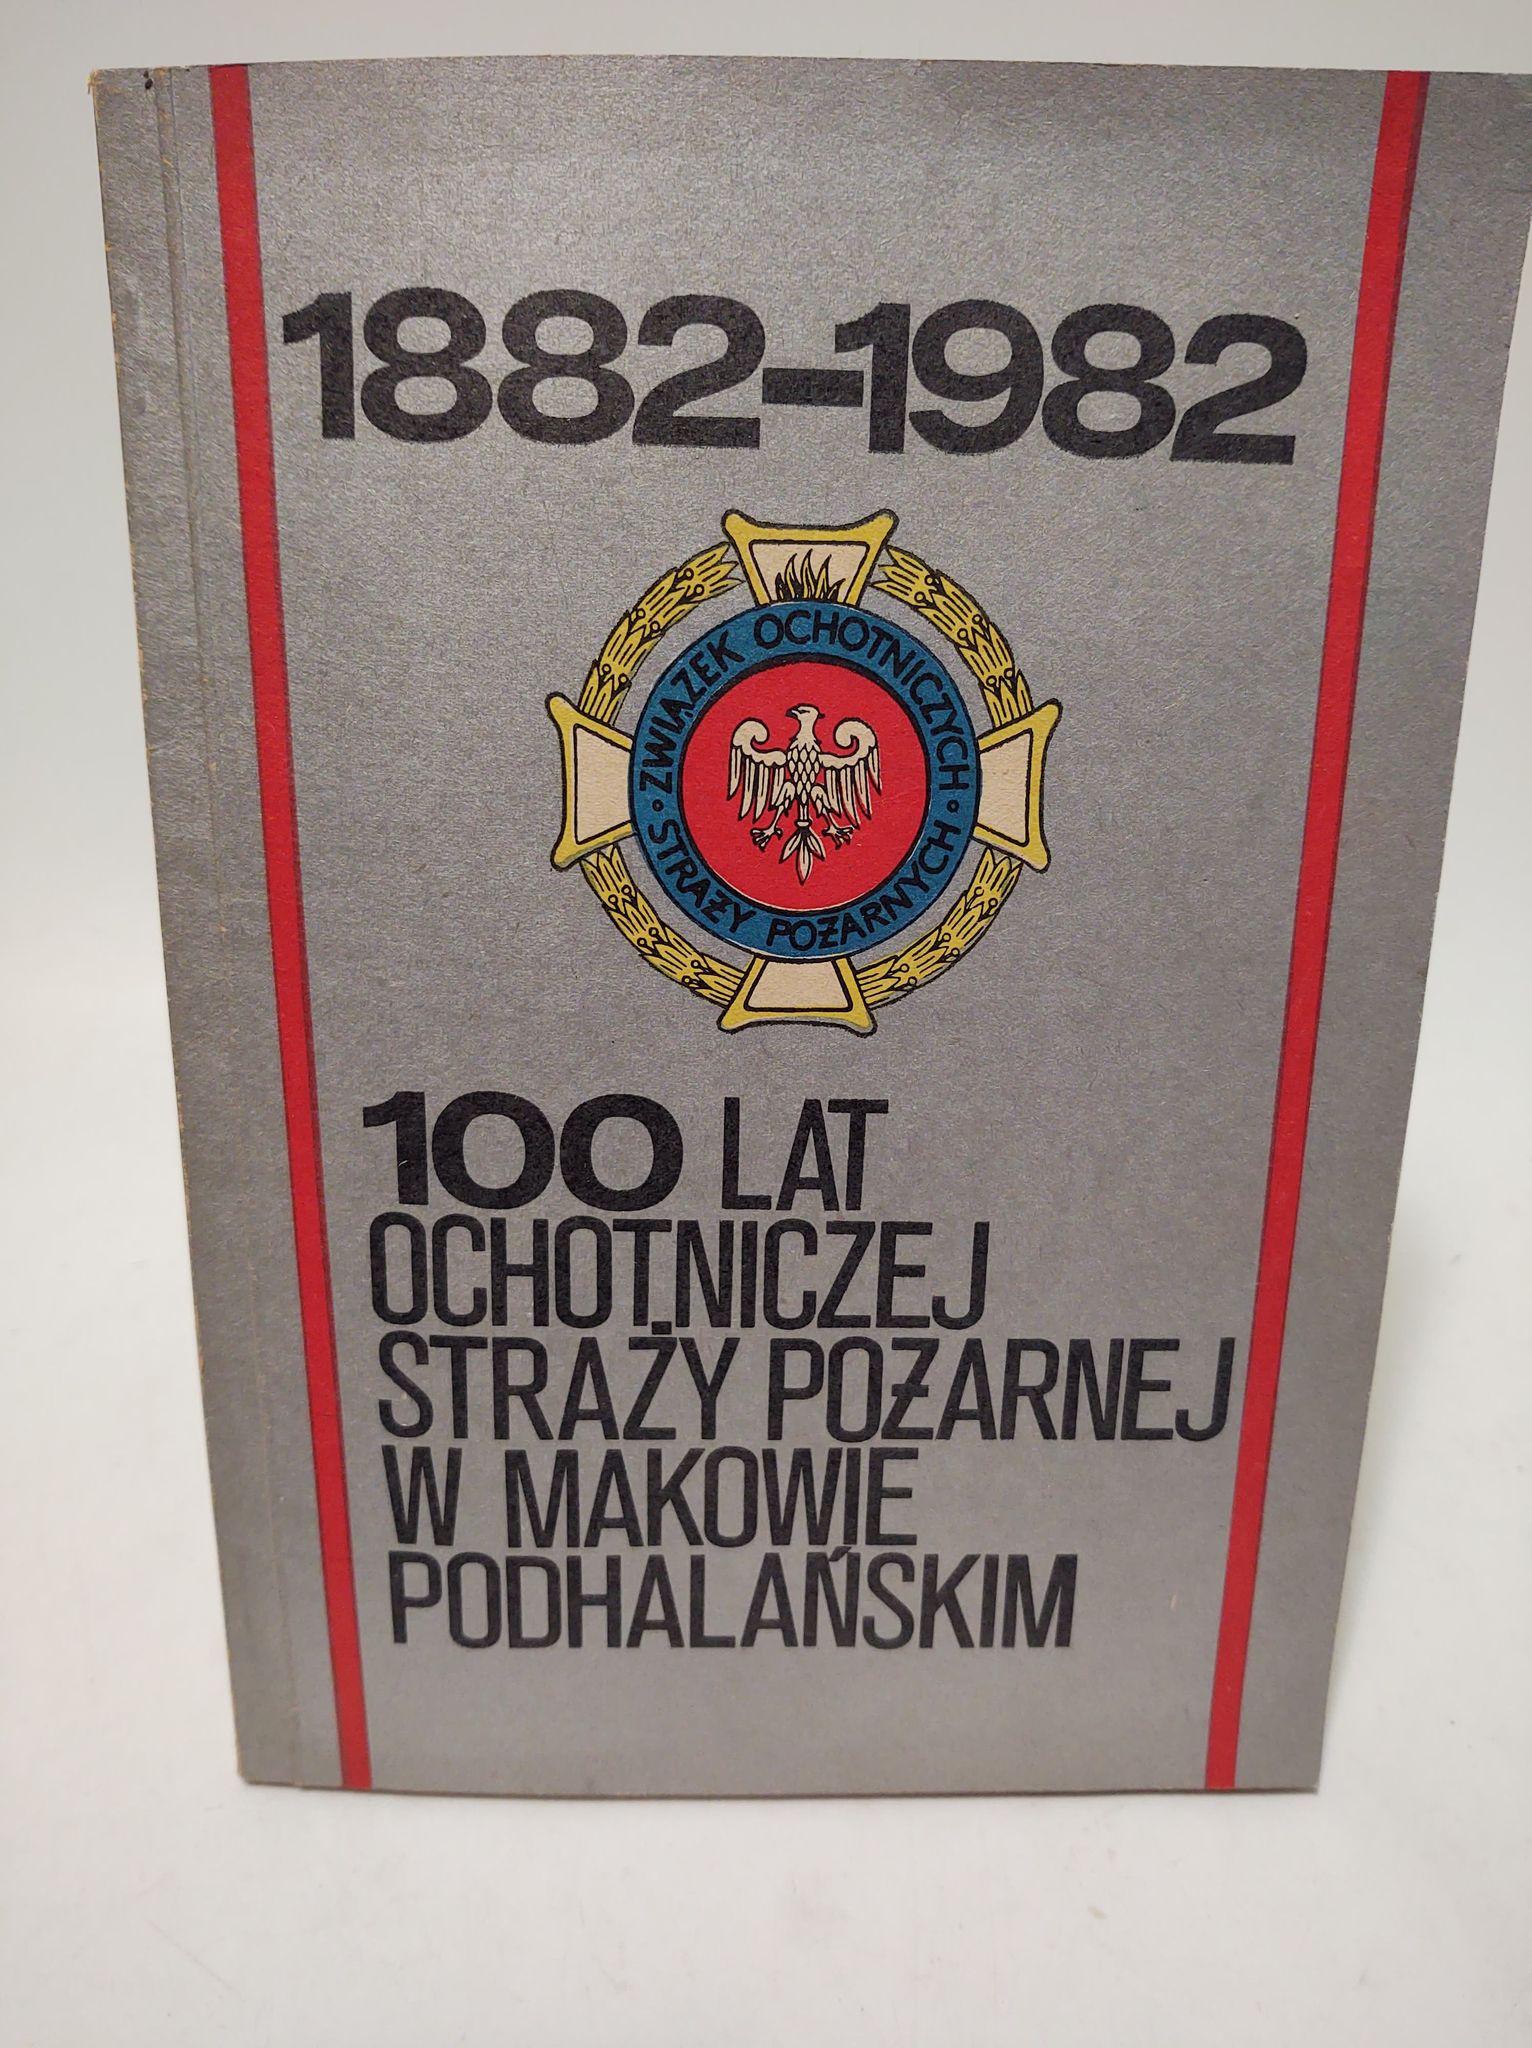 1882-1982
ZWIĄZEK OCHOTNICZYCH
• STRAŻY POŻARNYCH •
100 LAT
OCHOTNICZEJ
STRAŻY POŻARNEJ
W MAKOWIE
PODHALAŃSKIM